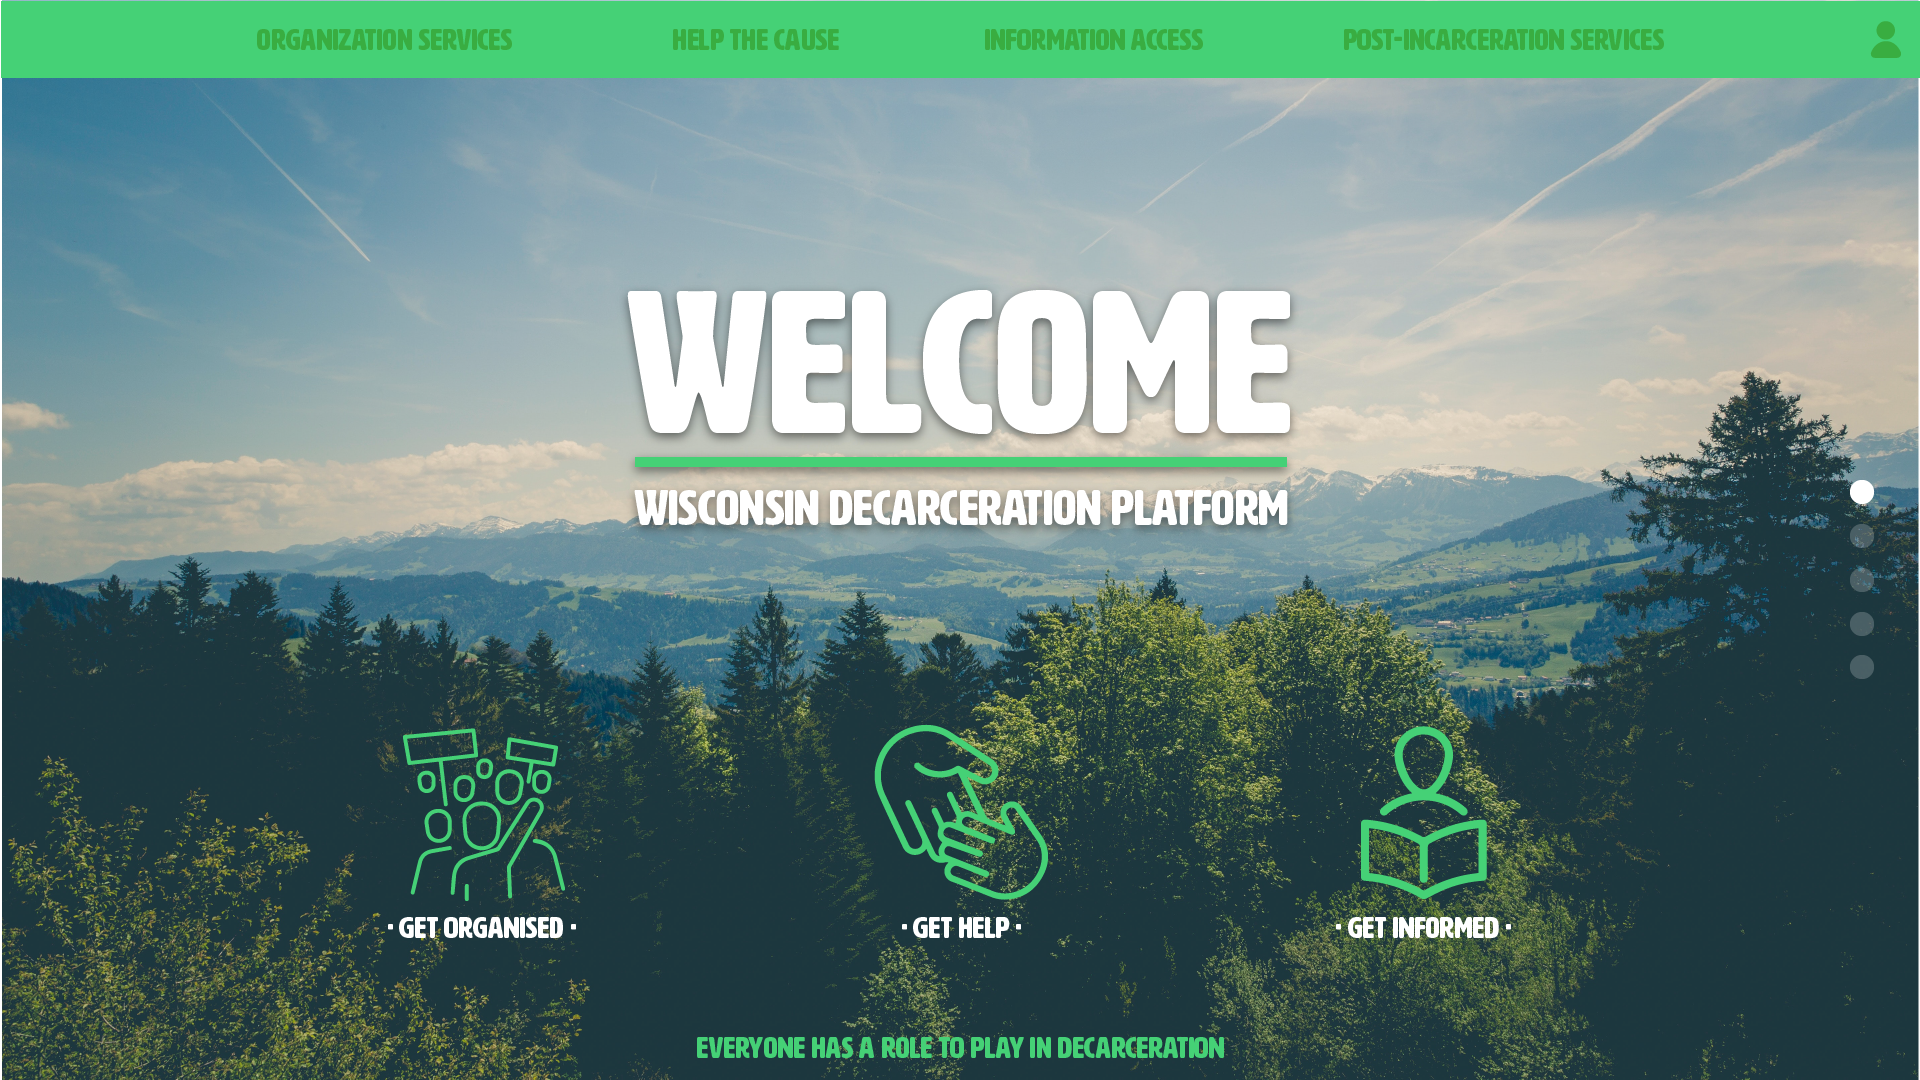 ORGANIZATION SERVICES
HELP THE CAUSE
INFORMATION ACCESS
POST-INCARCERATION SERVICES
WELCOME
WISCONSIN DECARCERATION PLATFORM
· GET ORGANISED ·
· GET HELP ·
· GET INFORMED ·
EVERYONE HAS A ROLE TO PLAY IN DECARCERATION